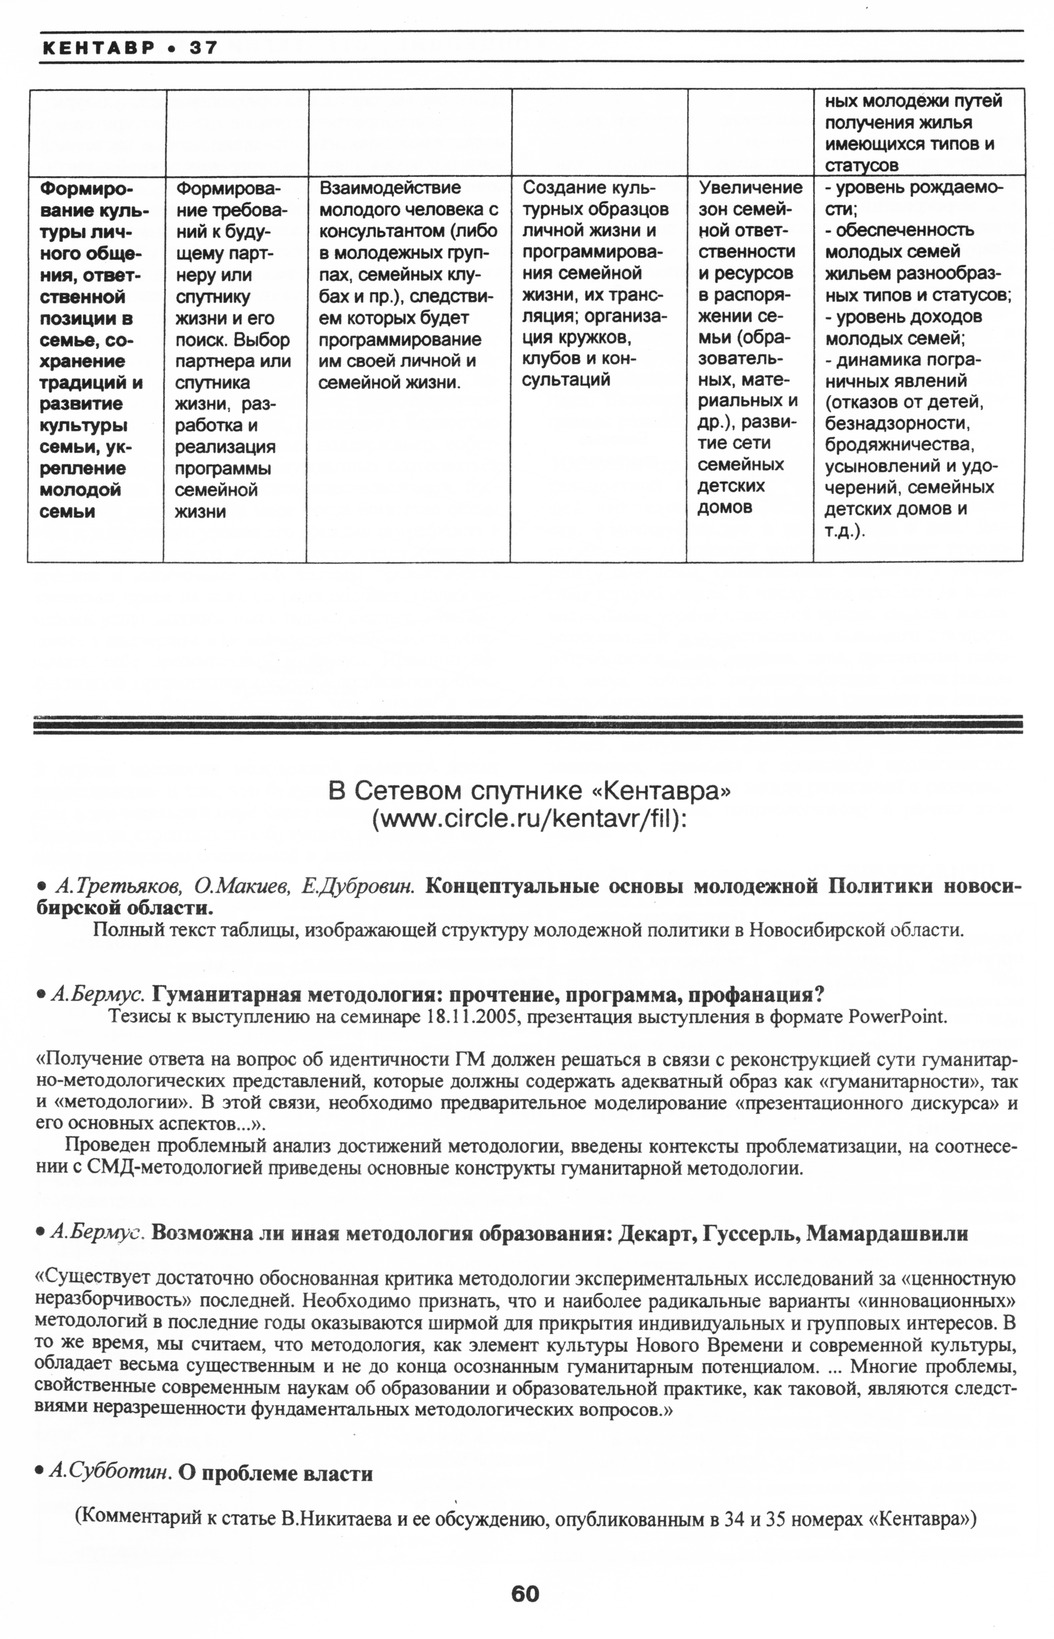 КЕНТАВР • 37
ных молодежи путей
получения жилья
имеющихся типов и
статусов
Формиро-
вание куль-
туры лич-
ного обще-
ния, ответ-
ственной
позиции в
семье, со-
хранение
традиций и
развитие
культуры
семьи, ук-
репление
молодой
семьи
Формирова-
ние требова-
ний к буду-
щему парт-
неру или
спутнику
жизни и его
поиск. Выбор
партнера или
спутника
жизни, раз-
работка и
реализация
программы
семейной
жизни
Взаимодействие
молодого человека с
консультантом (либо
в молодежных груп-
пах, семейных клу-
бах и пр.), следстви-
ем которых будет
программирование
им своей личной и
семейной жизни.
Создание куль-
турных образцов
личной жизни и
программирова-
ния семейной
жизни, их транс-
ляция; организа-
ция кружков,
клубов и кон-
сультаций
Увеличение
зон семей-
ной ответ-
ственности
и ресурсов
в распоря-
жении се-
мьи (обра-
зователь-
ных, мате-
риальных и
др.), разви-
тие сети
семейных
детских
домов
- уровень рождаемо-
сти;
- обеспеченность
молодых семей
жильем разнообраз-
ных типов и статусов;
- уровень доходов
молодых семей;
- динамика погра-
ничных явлений
(отказов от детей,
безнадзорности,
бродяжничества,
усыновлений и удо-
черений, семейных
детских домов и
т.д.).
В Сетевом спутнике «Кентавра»
(www.circle.ru/kentavr/fil):
• А.Третьяков, О.Макиев, Е.Дубровин. Концептуальные основы молодежной Политики новоси-
бирской области.
Полный текст таблицы, изображающей структуру молодежной политики в Новосибирской области.
• А.Бермус. Гуманитарная методология: прочтение, программа, профанация?
Тезисы к выступлению на семинаре 18.11.2005, презентация выступления в формате PowerPoint.
«Получение ответа на вопрос об идентичности ГМ должен решаться в связи с реконструкцией сути гуманитар-
но-методологических представлений, которые должны содержать адекватный образ как «гуманитарности», так
и «методологии». В этой связи, необходимо предварительное моделирование «презентационного дискурса» и
его основных аспектов...».
Проведен проблемный анализ достижений методологии, введены контексты проблематизации, на соотнесе-
нии с СМД-методологией приведены основные конструкты гуманитарной методологии.
• А.Бермус. Возможна ли иная методология образования: Декарт, Гуссерль, Мамардашвили
«Существует достаточно обоснованная критика методологии экспериментальных исследований за «ценностную
неразборчивость» последней. Необходимо признать, что и наиболее радикальные варианты «инновационных»
методологий в последние годы оказываются ширмой для прикрытия индивидуальных и групповых интересов. В
то же время, мы считаем, что методология, как элемент культуры Нового Времени и современной культуры,
обладает весьма существенным и не до конца осознанным гуманитарным потенциалом. ... Многие проблемы,
свойственные современным наукам об образовании и образовательной практике, как таковой, являются следст-
виями неразрешенности фундаментальных методологических вопросов.»
• А.Субботин. О проблеме власти
(Комментарий к статье В.Никитаева и ее обсуждению, опубликованным в 34 и 35 номерах «Кентавра»)
60